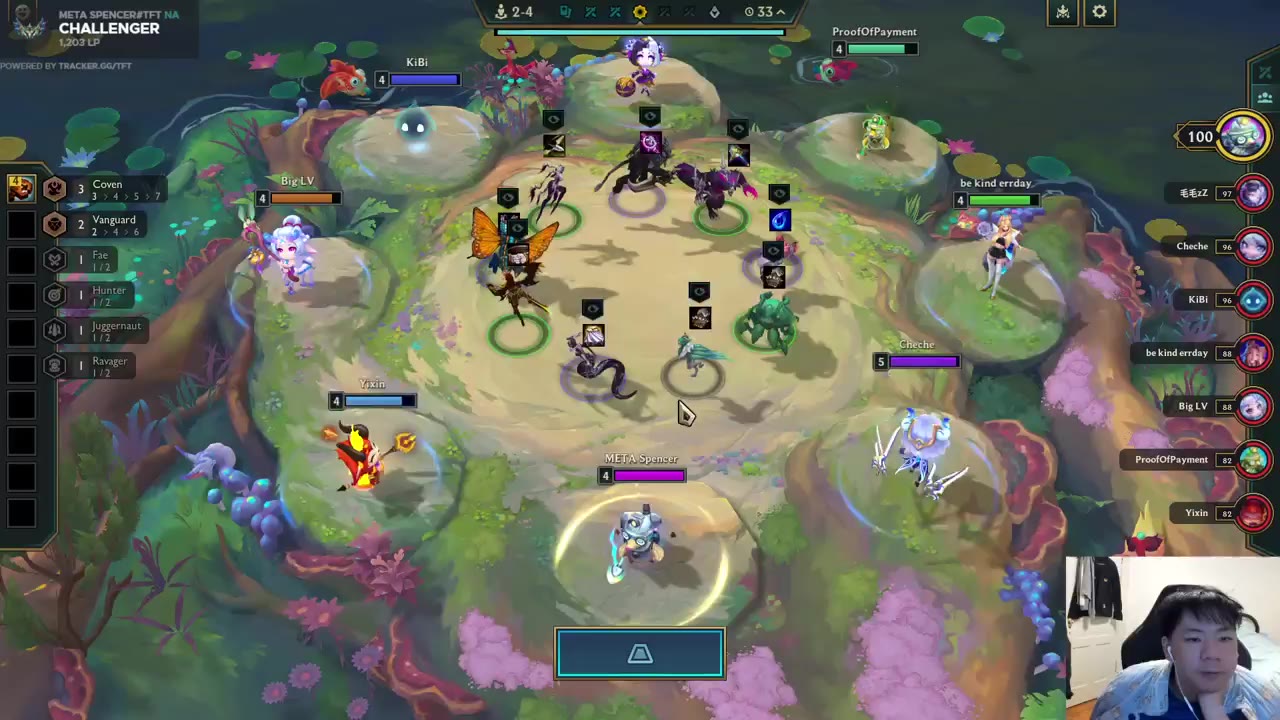 META SPENCER#TFT NA
CHALLENGER
1,203 LP
POWERED BY TRACKER.GG/TFT
2-4
33
KiBi
4
ProofOfPayment
4
Big LV
4
be kind errday
4
Cheche
5
Yixin
4
META Spencer
4
3 Coven
3 > 4 > 5 > 7
2 Vanguard
2 > 4 > 6
1 Fae
1 / 2
1 Hunter
1 / 2
1 Juggernaut
1 / 2
1 Ravager
1 / 2
100
毛毛zZ 97
Cheche 96
KiBi 96
be kind errday 88
Big LV 88
ProofOfPayment 82
Yixin 82